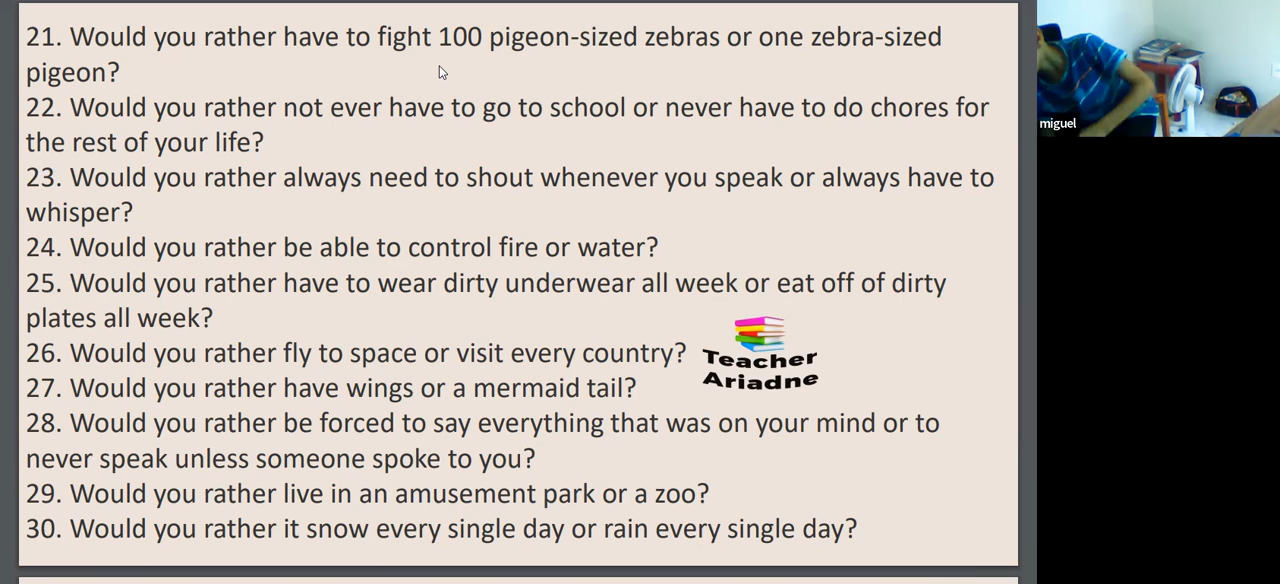 21. Would you rather have to fight 100 pigeon-sized zebras or one zebra-sized
pigeon?
22. Would you rather not ever have to go to school or never have to do chores for
the rest of your life?
23. Would you rather always need to shout whenever you speak or always have to
whisper?
24. Would you rather be able to control fire or water?
25. Would you rather have to wear dirty underwear all week or eat off of dirty
plates all week?
26. Would you rather fly to space or visit every country?
27. Would you rather have wings or a mermaid tail?
28. Would you rather be forced to say everything that was on your mind or to
never speak unless someone spoke to you?
29. Would you rather live in an amusement park or a zoo?
30. Would you rather it snow every single day or rain every single day?
Teacher
Ariadne
miguel